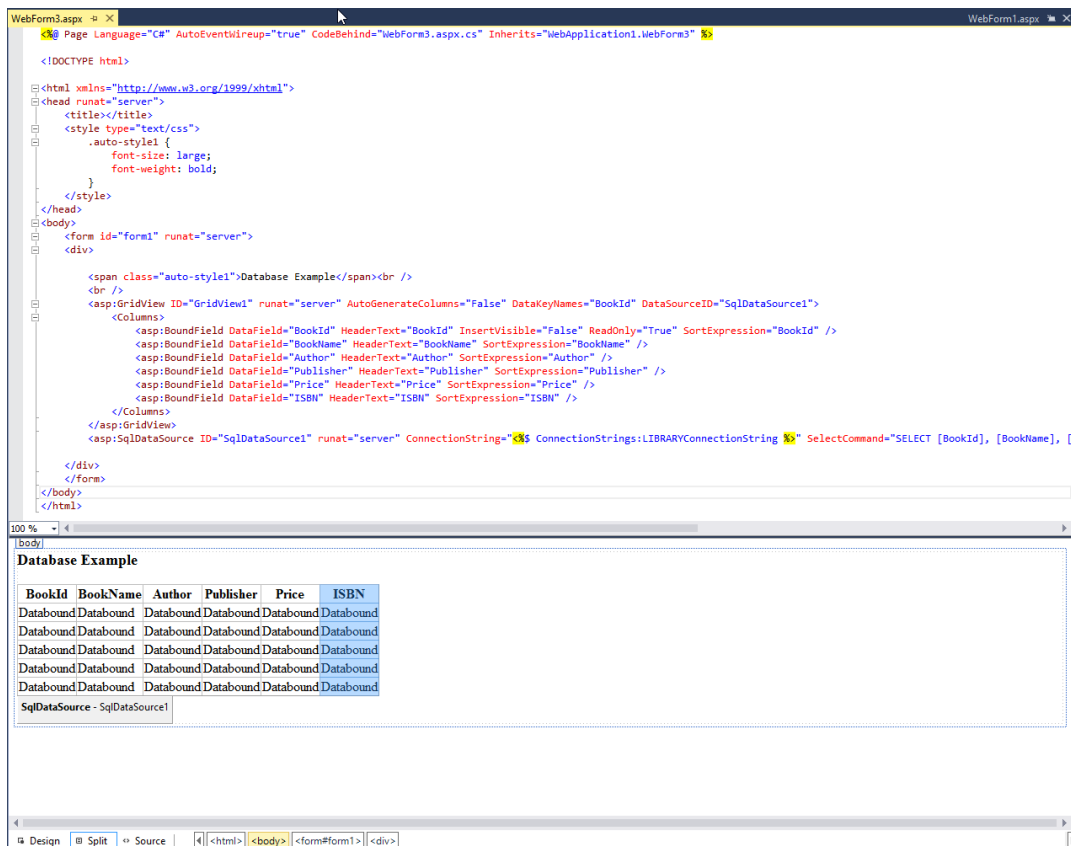 WebForm3.aspx
WebForm1.aspx
<%@ Page Language="C#" AutoEventWireup="true" CodeBehind="WebForm3.aspx.cs" Inherits="WebApplication1.WebForm3" %>
<!DOCTYPE html>
<html xmlns="http://www.w3.org/1999/xhtml">
<head runat="server">
<title></title>
<style type="text/css">
.auto-style1 {
font-size: large;
font-weight: bold;
}
</style>
</head>
<body>
<form id="form1" runat="server">
<div>
<span class="auto-style1">Database Example</span><br />
<br />
<asp:GridView ID="GridView1" runat="server" AutoGenerateColumns="False" DataKeyNames="BookId" DataSourceID="SqlDataSource1">
<Columns>
<asp:BoundField DataField="BookId" HeaderText="BookId" InsertVisible="False" ReadOnly="True" SortExpression="BookId" />
<asp:BoundField DataField="BookName" HeaderText="BookName" SortExpression="BookName" />
<asp:BoundField DataField="Author" HeaderText="Author" SortExpression="Author" />
<asp:BoundField DataField="Publisher" HeaderText="Publisher" SortExpression="Publisher" />
<asp:BoundField DataField="Price" HeaderText="Price" SortExpression="Price" />
<asp:BoundField DataField="ISBN" HeaderText="ISBN" SortExpression="ISBN" />
</Columns>
</asp:GridView>
<asp:SqlDataSource ID="SqlDataSource1" runat="server" ConnectionString="<%$ ConnectionStrings:LIBRARYConnectionString %>" SelectCommand="SELECT [BookId], [BookName], [
</div>
</form>
</body>
</html>
100 %
body
Database Example
BookId BookName Author Publisher Price ISBN
Databound Databound Databound Databound Databound Databound
Databound Databound Databound Databound Databound Databound
Databound Databound Databound Databound Databound Databound
Databound Databound Databound Databound Databound Databound
Databound Databound Databound Databound Databound Databound
SqlDataSource - SqlDataSource1
Design Split Source <html> <body> <form#form1> <div>